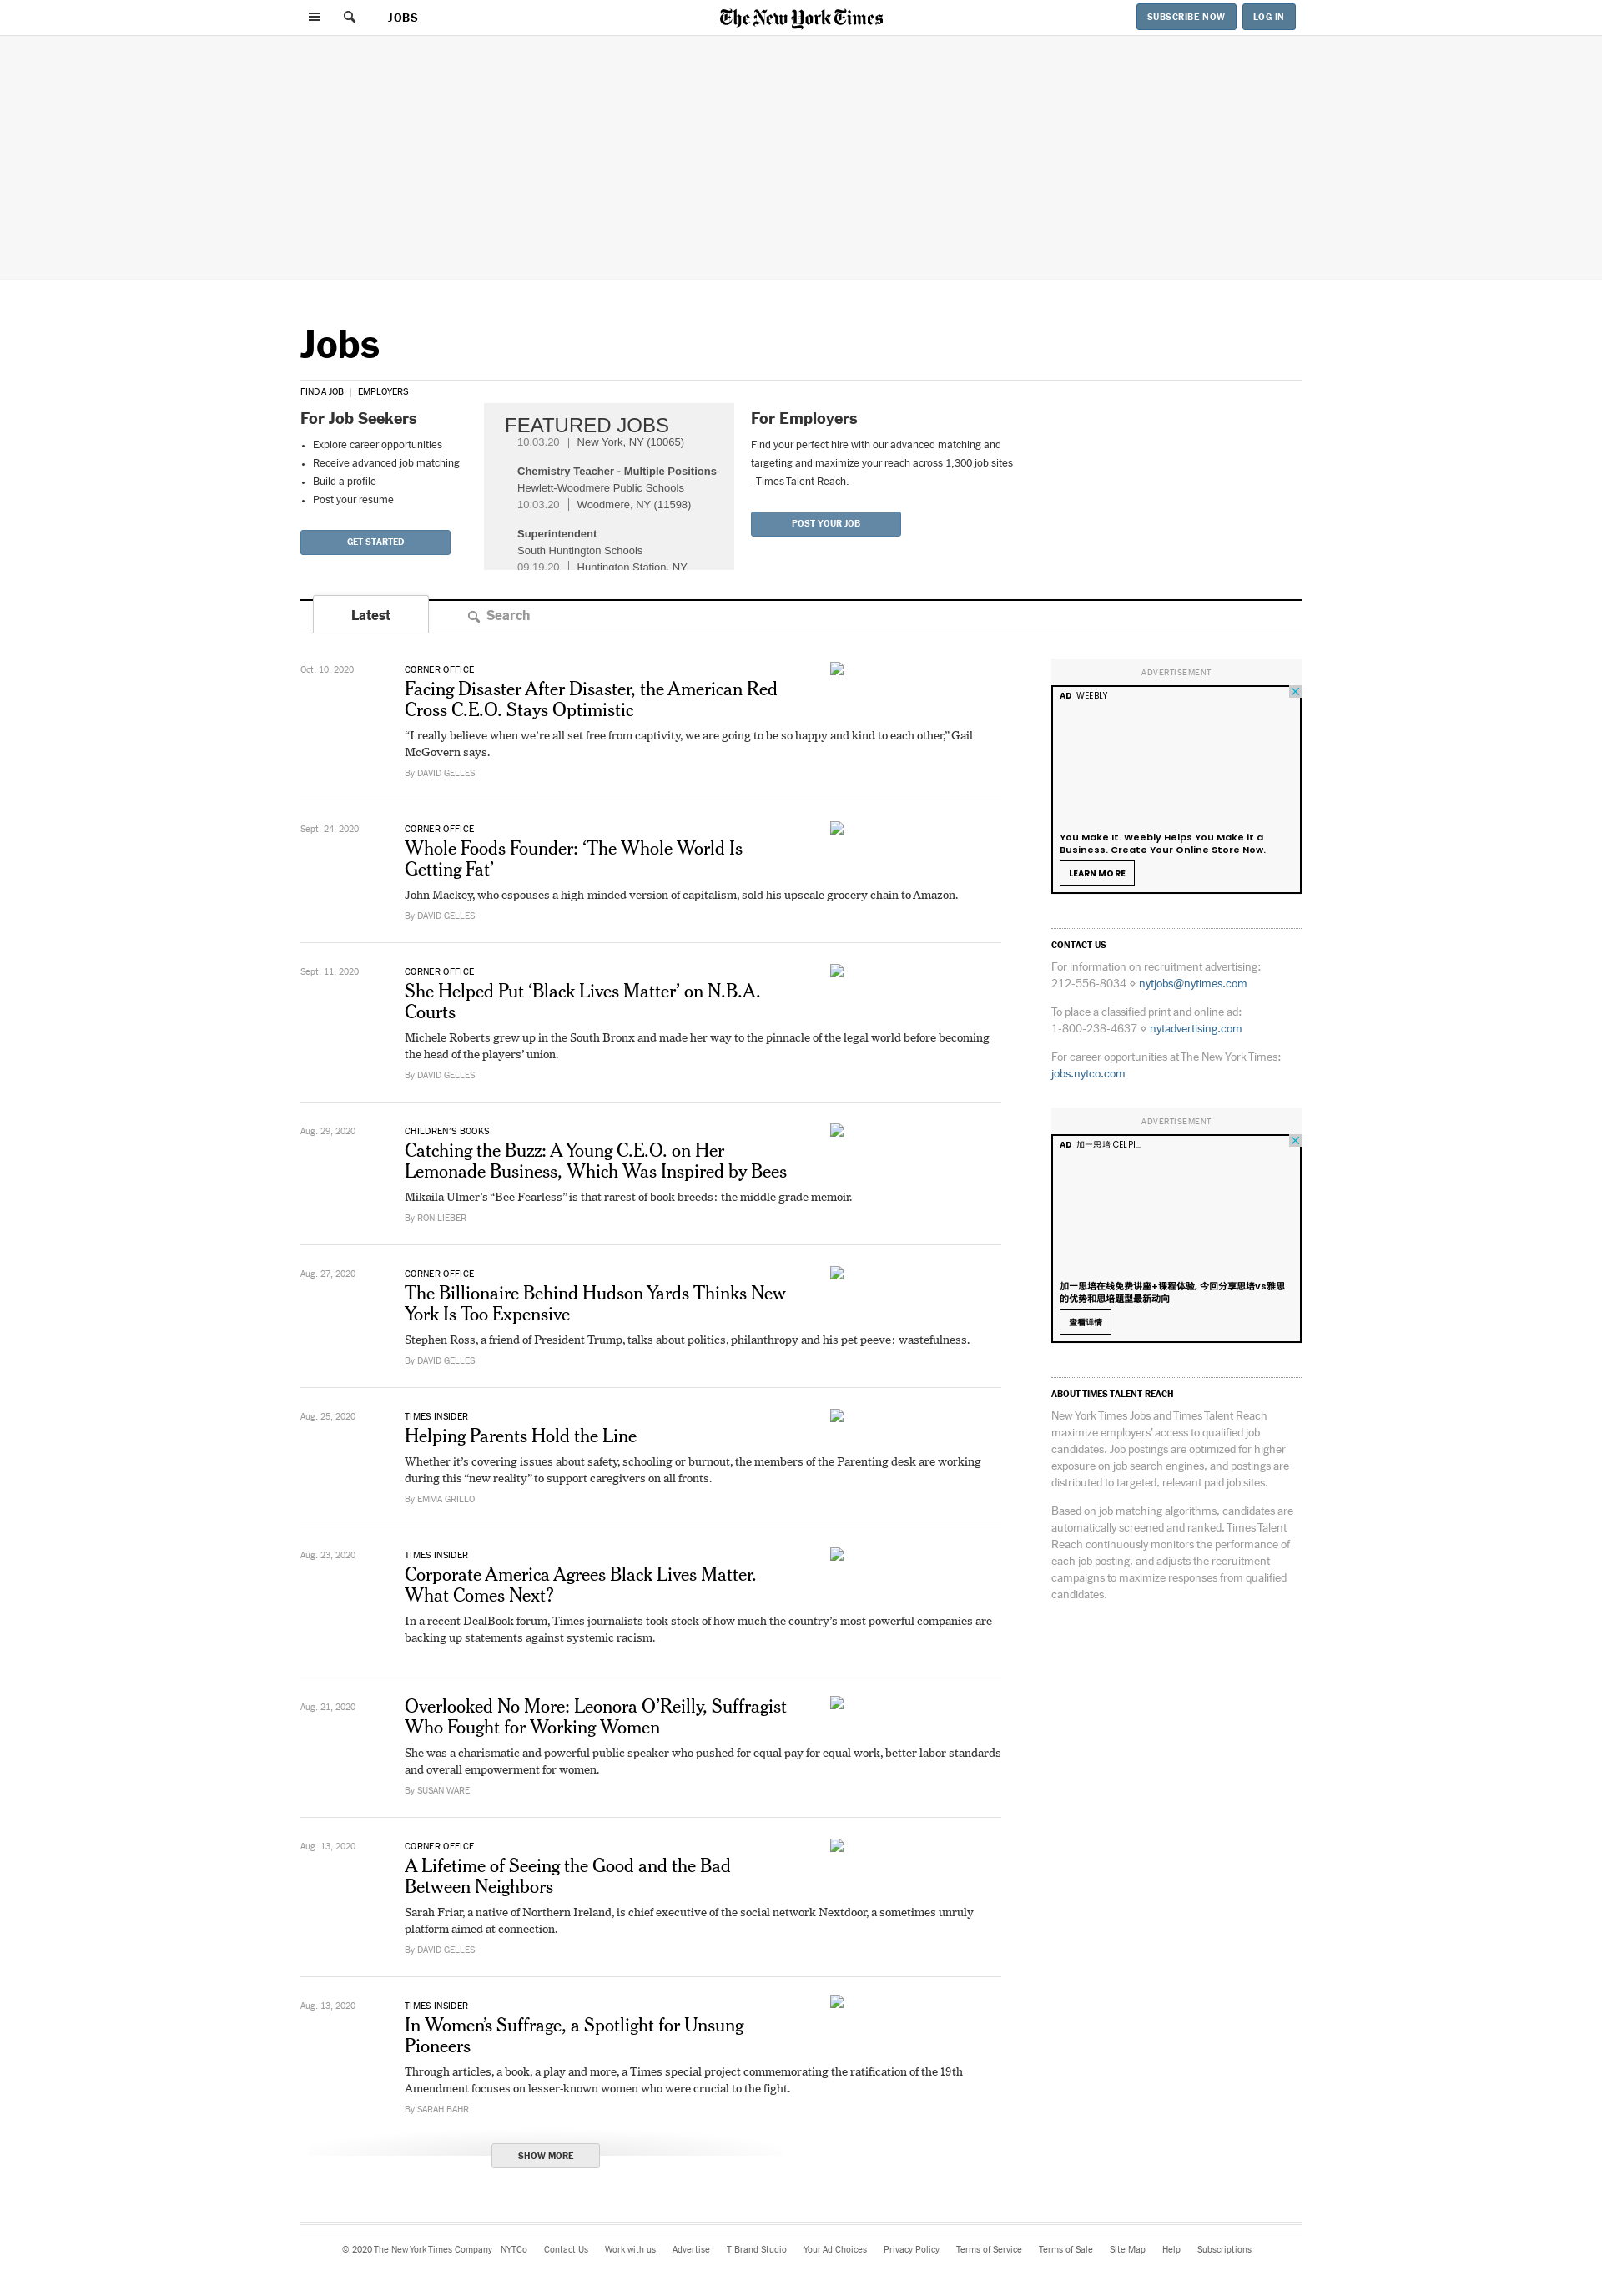 JOBS
The New York Times
SUBSCRIBE NOW
LOG IN
Jobs
FIND A JOB | EMPLOYERS
For Job Seekers
• Explore career opportunities
• Receive advanced job matching
• Build a profile
• Post your resume
GET STARTED
FEATURED JOBS
10.03.20 | New York, NY (10065)
Chemistry Teacher - Multiple Positions
Hewlett-Woodmere Public Schools
10.03.20 | Woodmere, NY (11598)
Superintendent
South Huntington Schools
09.19.20 | Huntington Station, NY
For Employers
Find your perfect hire with our advanced matching and
targeting and maximize your reach across 1,300 job sites
- Times Talent Reach.
POST YOUR JOB
Latest
Search
Oct. 10, 2020
CORNER OFFICE
Facing Disaster After Disaster, the American Red
Cross C.E.O. Stays Optimistic
“I really believe when we’re all set free from captivity, we are going to be so happy and kind to each other,” Gail
McGovern says.
By DAVID GELLES
Sept. 24, 2020
CORNER OFFICE
Whole Foods Founder: ‘The Whole World Is
Getting Fat’
John Mackey, who espouses a high-minded version of capitalism, sold his upscale grocery chain to Amazon.
By DAVID GELLES
Sept. 11, 2020
CORNER OFFICE
She Helped Put ‘Black Lives Matter’ on N.B.A.
Courts
Michele Roberts grew up in the South Bronx and made her way to the pinnacle of the legal world before becoming
the head of the players’ union.
By DAVID GELLES
Aug. 29, 2020
CHILDREN’S BOOKS
Catching the Buzz: A Young C.E.O. on Her
Lemonade Business, Which Was Inspired by Bees
Mikaila Ulmer’s “Bee Fearless” is that rarest of book breeds: the middle grade memoir.
By RON LIEBER
Aug. 27, 2020
CORNER OFFICE
The Billionaire Behind Hudson Yards Thinks New
York Is Too Expensive
Stephen Ross, a friend of President Trump, talks about politics, philanthropy and his pet peeve: wastefulness.
By DAVID GELLES
Aug. 25, 2020
TIMES INSIDER
Helping Parents Hold the Line
Whether it’s covering issues about safety, schooling or burnout, the members of the Parenting desk are working
during this “new reality” to support caregivers on all fronts.
By EMMA GRILLO
Aug. 23, 2020
TIMES INSIDER
Corporate America Agrees Black Lives Matter.
What Comes Next?
In a recent DealBook forum, Times journalists took stock of how much the country’s most powerful companies are
backing up statements against systemic racism.
Aug. 21, 2020
Overlooked No More: Leonora O’Reilly, Suffragist
Who Fought for Working Women
She was a charismatic and powerful public speaker who pushed for equal pay for equal work, better labor standards
and overall empowerment for women.
By SUSAN WARE
Aug. 13, 2020
CORNER OFFICE
A Lifetime of Seeing the Good and the Bad
Between Neighbors
Sarah Friar, a native of Northern Ireland, is chief executive of the social network Nextdoor, a sometimes unruly
platform aimed at connection.
By DAVID GELLES
Aug. 13, 2020
TIMES INSIDER
In Women’s Suffrage, a Spotlight for Unsung
Pioneers
Through articles, a book, a play and more, a Times special project commemorating the ratification of the 19th
Amendment focuses on lesser-known women who were crucial to the fight.
By SARAH BAHR
SHOW MORE
ADVERTISEMENT
AD WEEBLY
You Make It. Weebly Helps You Make it a
Business. Create Your Online Store Now.
LEARN MORE
CONTACT US
For information on recruitment advertising:
212-556-8034 ⋄ nytjobs@nytimes.com
To place a classified print and online ad:
1-800-238-4637 ⋄ nytadvertising.com
For career opportunities at The New York Times:
jobs.nytco.com
ADVERTISEMENT
AD 加一思培 CELPI...
加一思培在线免费讲座+课程体验, 今回分享思培vs雅思
的优势和思培题型最新动向
查看详情
ABOUT TIMES TALENT REACH
New York Times Jobs and Times Talent Reach
maximize employers’ access to qualified job
candidates. Job postings are optimized for higher
exposure on job search engines, and postings are
distributed to targeted, relevant paid job sites.
Based on job matching algorithms, candidates are
automatically screened and ranked. Times Talent
Reach continuously monitors the performance of
each job posting, and adjusts the recruitment
campaigns to maximize responses from qualified
candidates.
© 2020 The New York Times Company NYTCo Contact Us Work with us Advertise T Brand Studio Your Ad Choices Privacy Policy Terms of Service Terms of Sale Site Map Help Subscriptions